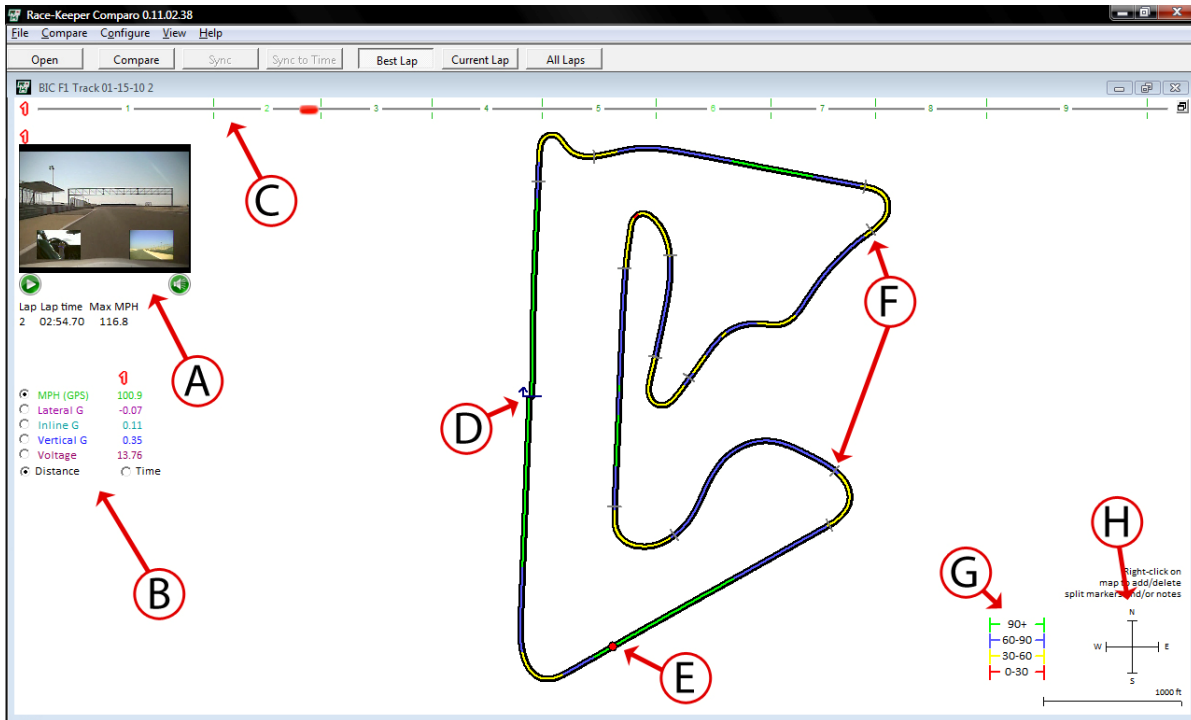 Race-Keeper Comparo 0.11.02.38
File Compare Configure View Help
Open Compare Sync Sync to Time Best Lap Current Lap All Laps
BIC F1 Track 01-15-10 2
1 1 2 3 4 5 6 7 8 9
1
C
F
A
Lap Lap time Max MPH
2 02:54.70 116.8
1
MPH (GPS) 100.9
Lateral G -0.07
Inline G 0.11
Vertical G 0.35
Voltage 13.76
Distance Time
D
B
E
G
H
Right-click on
map to add/delete
split markers and/or notes
90+
60-90
30-60
0-30
N
W E
S
1000 ft